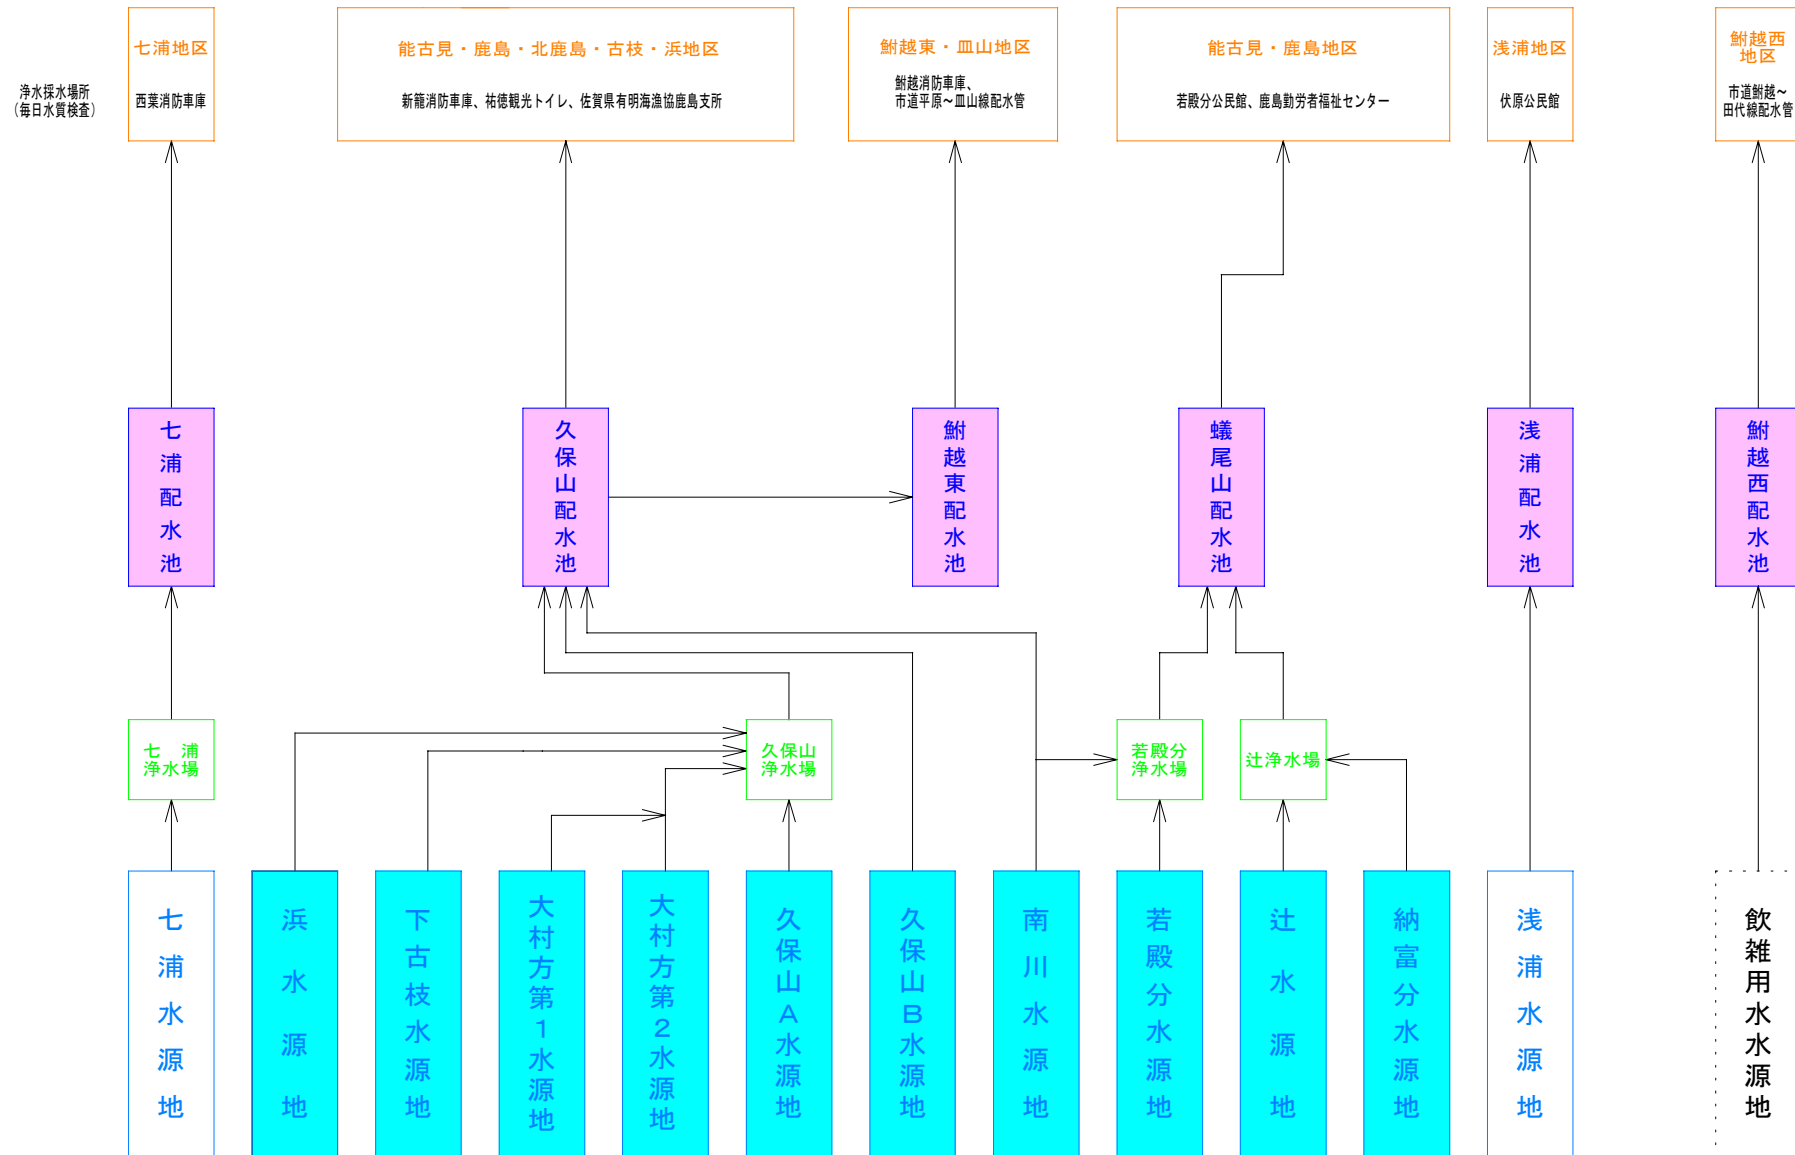 浄水採水場所
（毎日水質検査）
七浦地区
西葉消防車庫
能古見・鹿島・北鹿島・古枝・浜地区
新籠消防車庫、祐徳観光トイレ、佐賀県有明海漁協鹿島支所
鮒越東・皿山地区
鮒越消防車庫、
市道平原～皿山線配水管
能古見・鹿島地区
若殿分公民館、鹿島勤労者福祉センター
浅浦地区
伏原公民館
鮒越西
地区
市道鮒越～
田代線配水管
七浦配水池
久保山配水池
鮒越東配水池
蟻尾山配水池
浅浦配水池
鮒越西配水池
七　浦
浄水場
久保山
浄水場
若殿分
浄水場
辻浄水場
七浦水源地
浜水源地
下古枝水源地
大村方第１水源地
大村方第２水源地
久保山Ａ水源地
久保山Ｂ水源地
南川水源地
若殿分水源地
辻水源地
納富分水源地
浅浦水源地
飲雑用水水源地